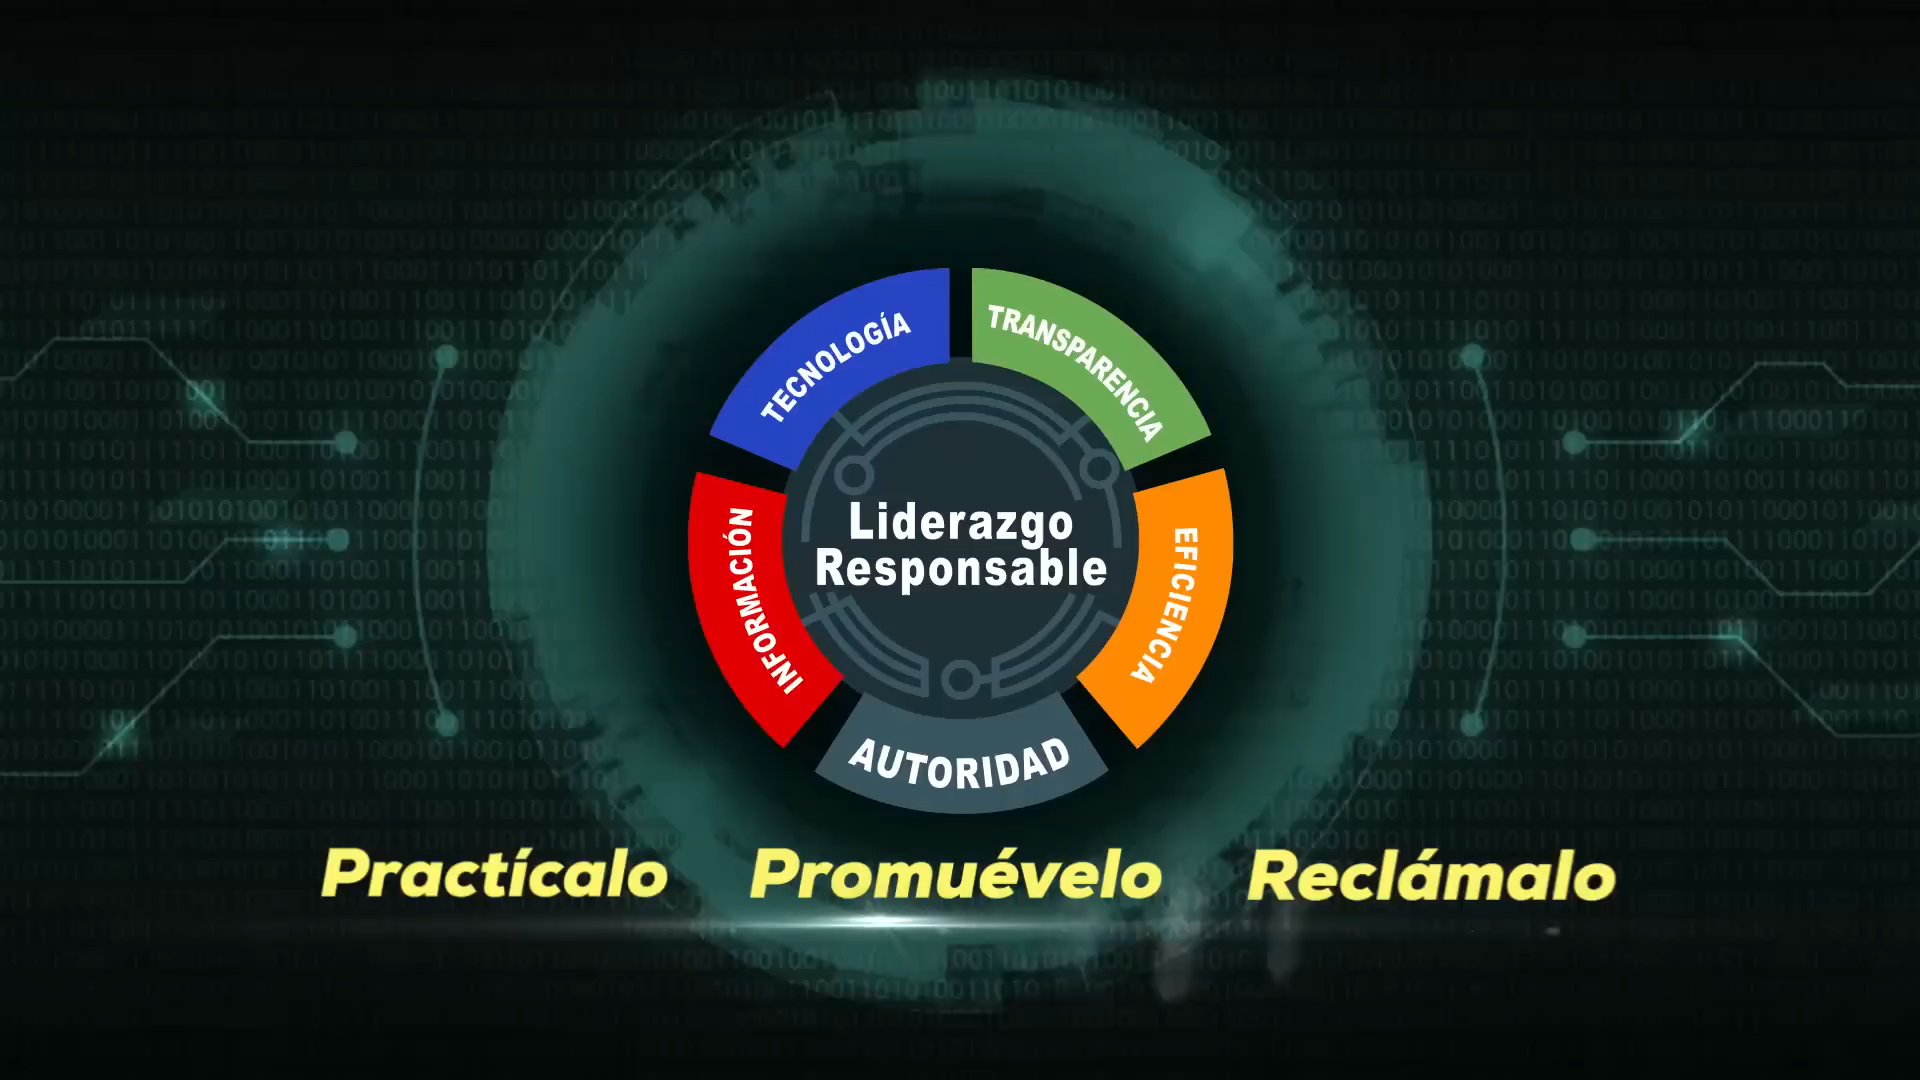 TECNOLOGÍA
TRANSPARENCIA
INFORMACIÓN
Liderazgo
Responsable
EFICIENCIA
AUTORIDAD
Practícalo Promuévelo Reclámalo